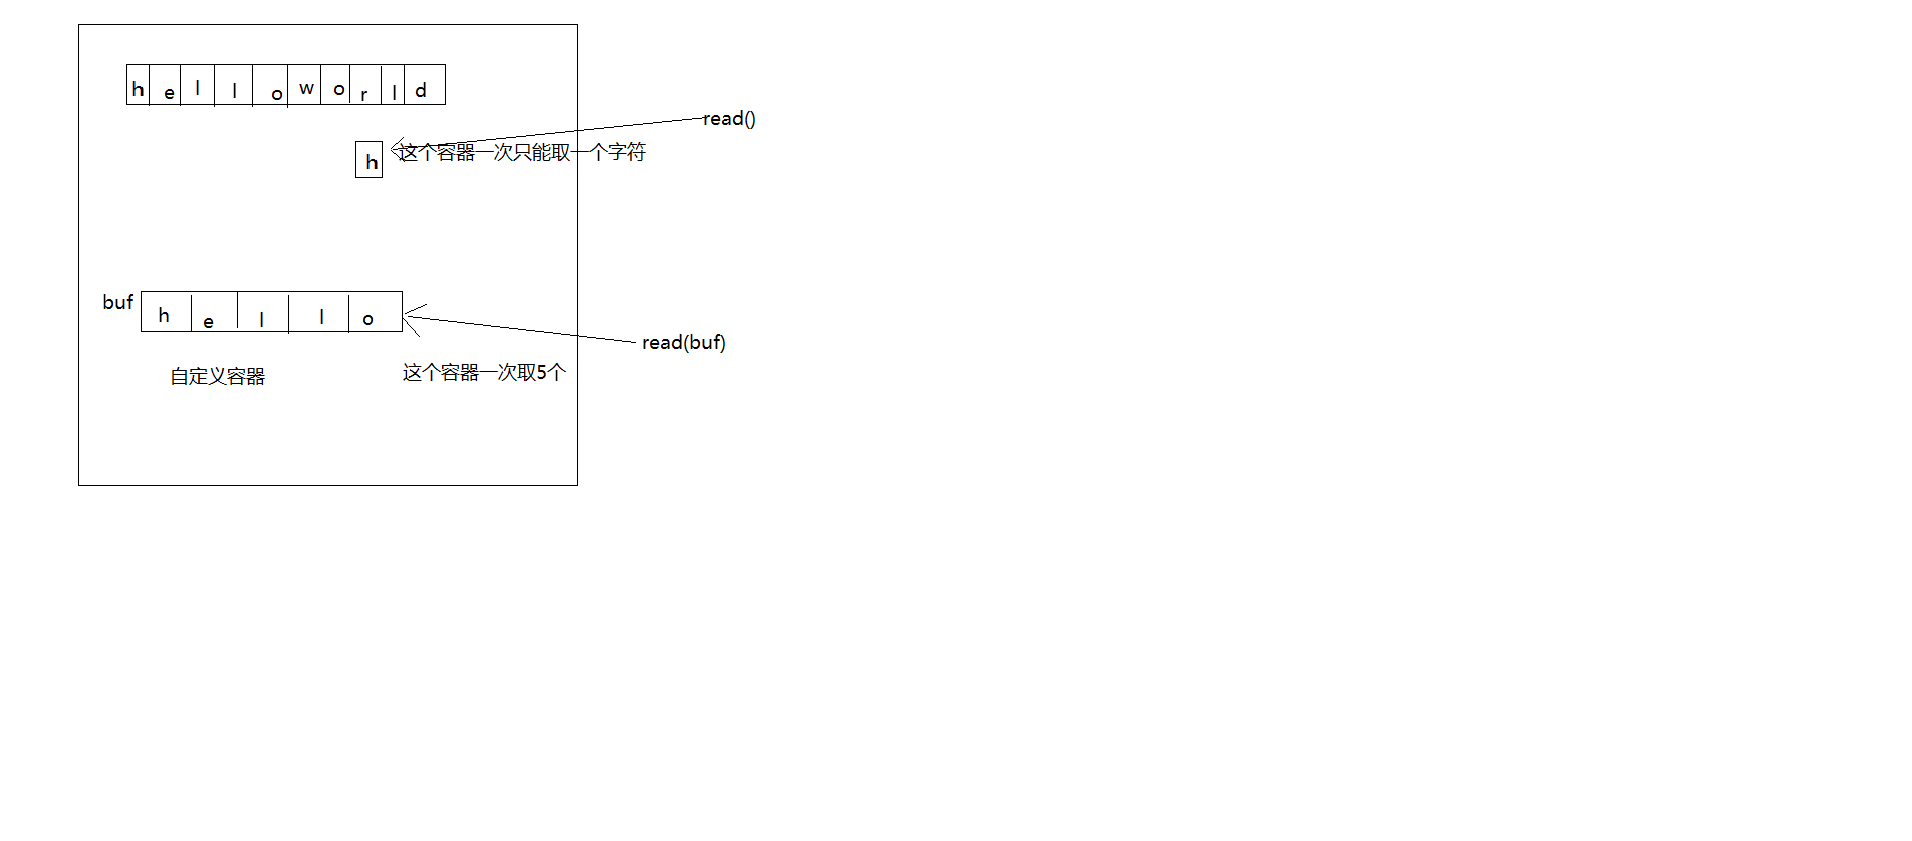 h e l l o w o r l d
read()
h 这个容器一次只能取一个字符
buf h e l l o
read(buf)
自定义容器 这个容器一次取5个